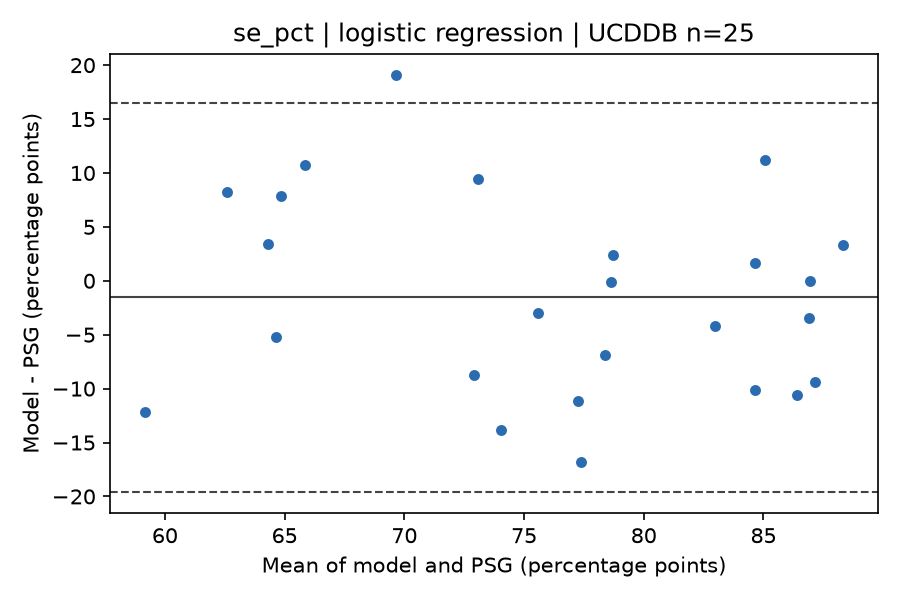 se_pct | logistic regression | UCDDB n=25
20
15
10
5
0
−5
−10
−15
−20
Model - PSG (percentage points)
60 65 70 75 80 85
Mean of model and PSG (percentage points)